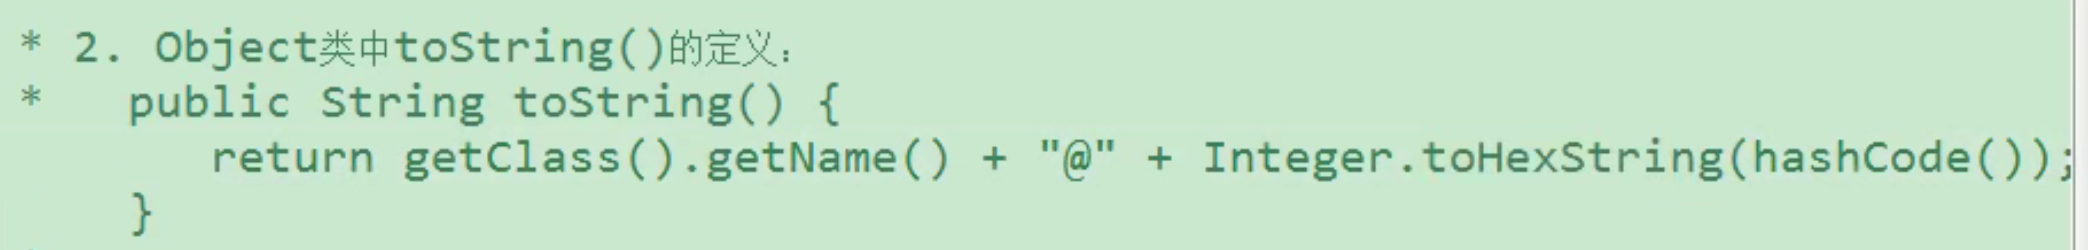 * 2. Object类中toString()的定义：
*   public String toString() {
        return getClass().getName() + "@" + Integer.toHexString(hashCode());
    }